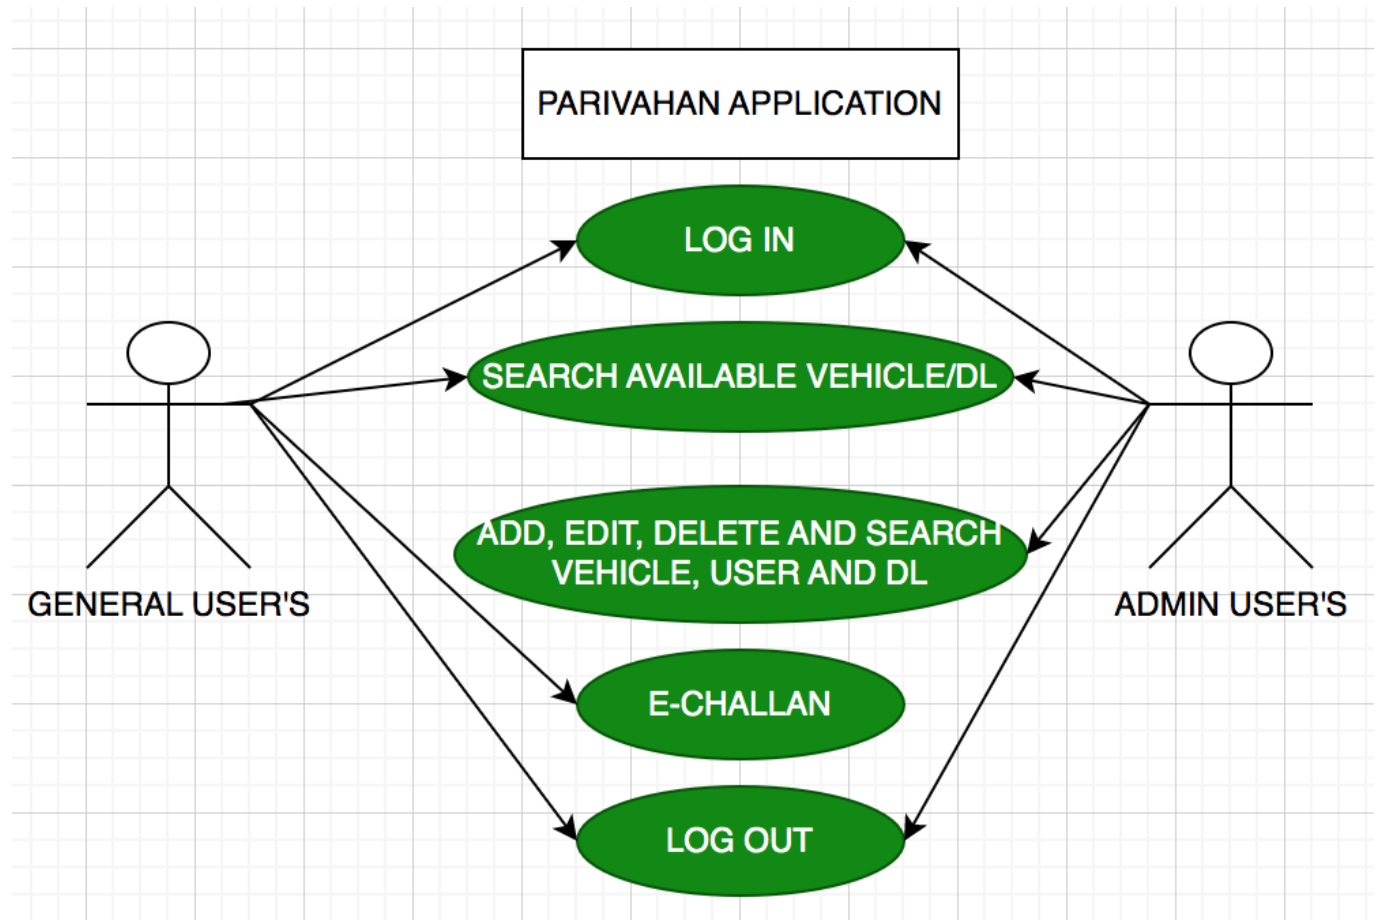 PARIVAHAN APPLICATION
LOG IN
SEARCH AVAILABLE VEHICLE/DL
ADD, EDIT, DELETE AND SEARCH
VEHICLE, USER AND DL
GENERAL USER'S
ADMIN USER'S
E-CHALLAN
LOG OUT